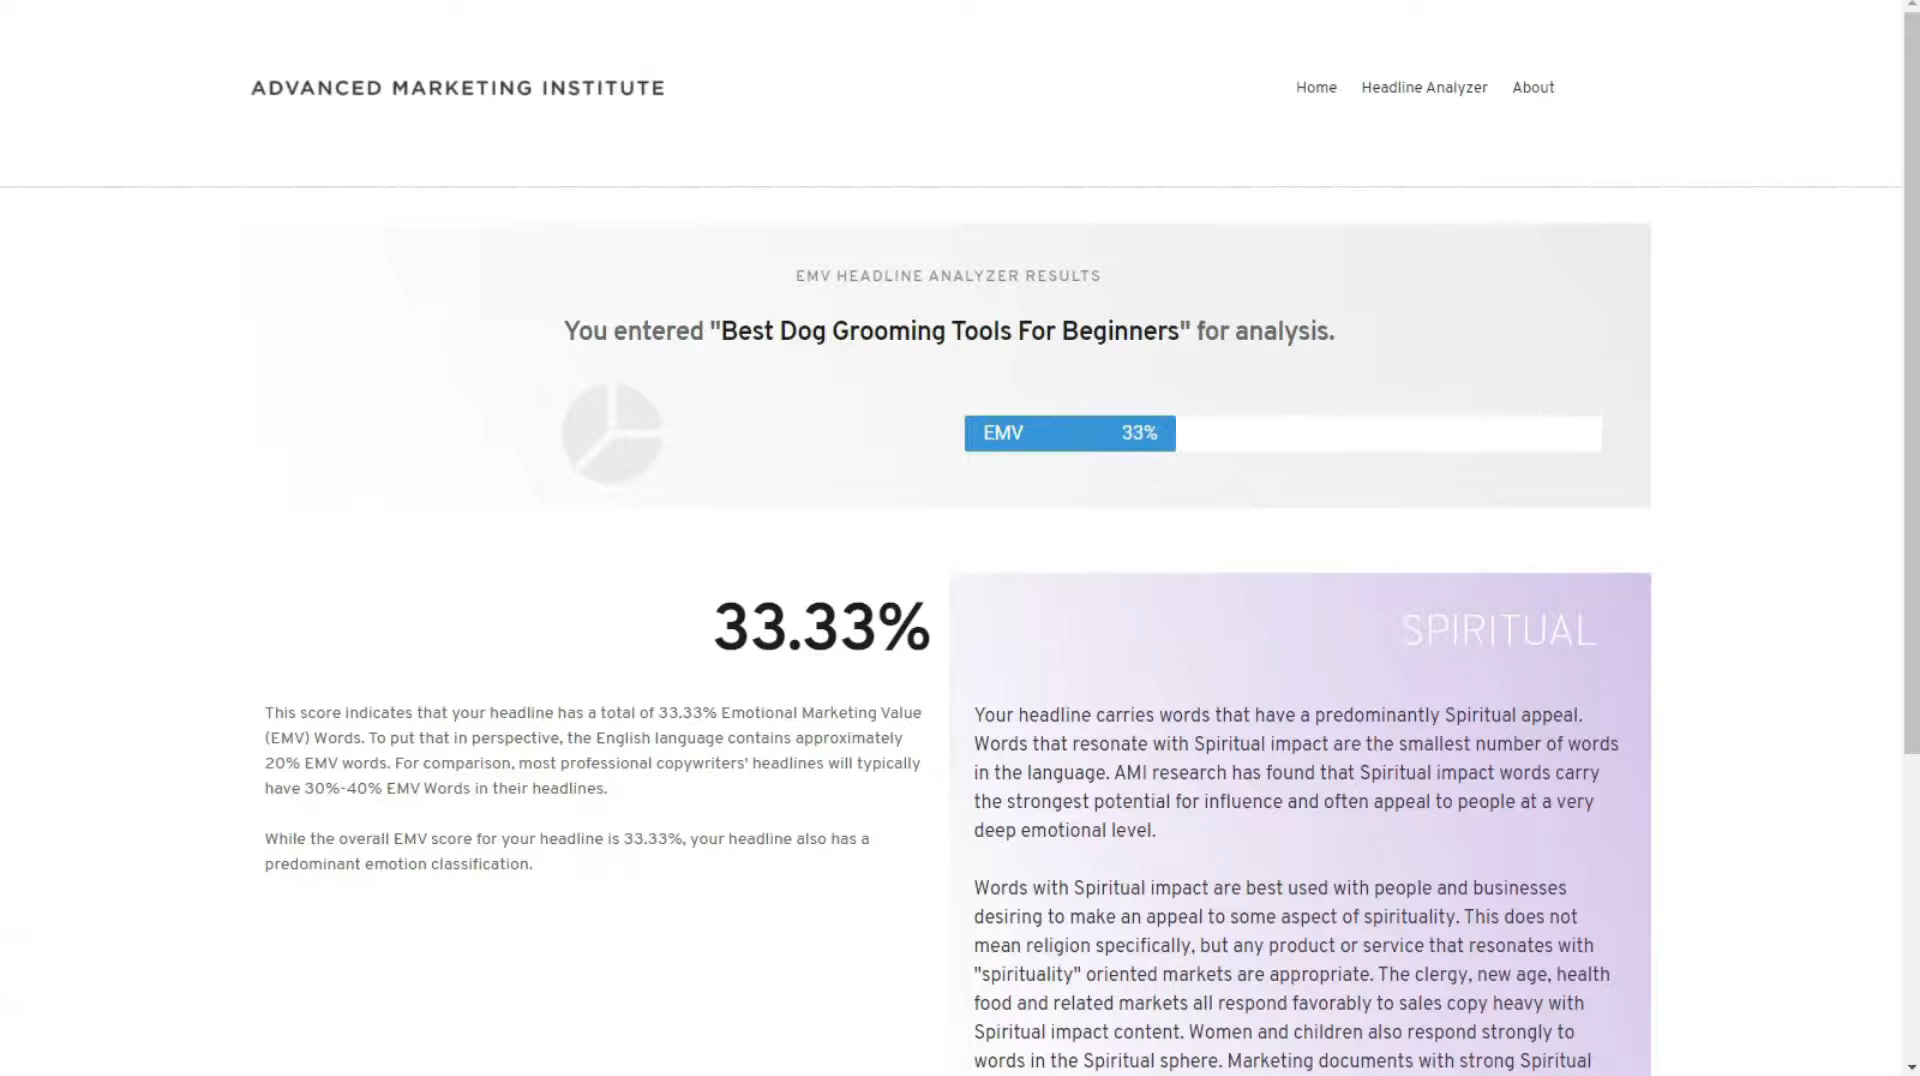 ADVANCED MARKETING INSTITUTE
Home Headline Analyzer About
EMV HEADLINE ANALYZER RESULTS
You entered "Best Dog Grooming Tools For Beginners" for analysis.
EMV 33%
33.33%
This score indicates that your headline has a total of 33.33% Emotional Marketing Value
(EMV) Words. To put that in perspective, the English language contains approximately
20% EMV words. For comparison, most professional copywriters' headlines will typically
have 30%-40% EMV Words in their headlines.
While the overall EMV score for your headline is 33.33%, your headline also has a
predominant emotion classification.
SPIRITUAL
Your headline carries words that have a predominantly Spiritual appeal.
Words that resonate with Spiritual impact are the smallest number of words
in the language. AMI research has found that Spiritual impact words carry
the strongest potential for influence and often appeal to people at a very
deep emotional level.
Words with Spiritual impact are best used with people and businesses
desiring to make an appeal to some aspect of spirituality. This does not
mean religion specifically, but any product or service that resonates with
"spirituality" oriented markets are appropriate. The clergy, new age, health
food and related markets all respond favorably to sales copy heavy with
Spiritual impact content. Women and children also respond strongly to
words in the Spiritual sphere. Marketing documents with strong Spiritual